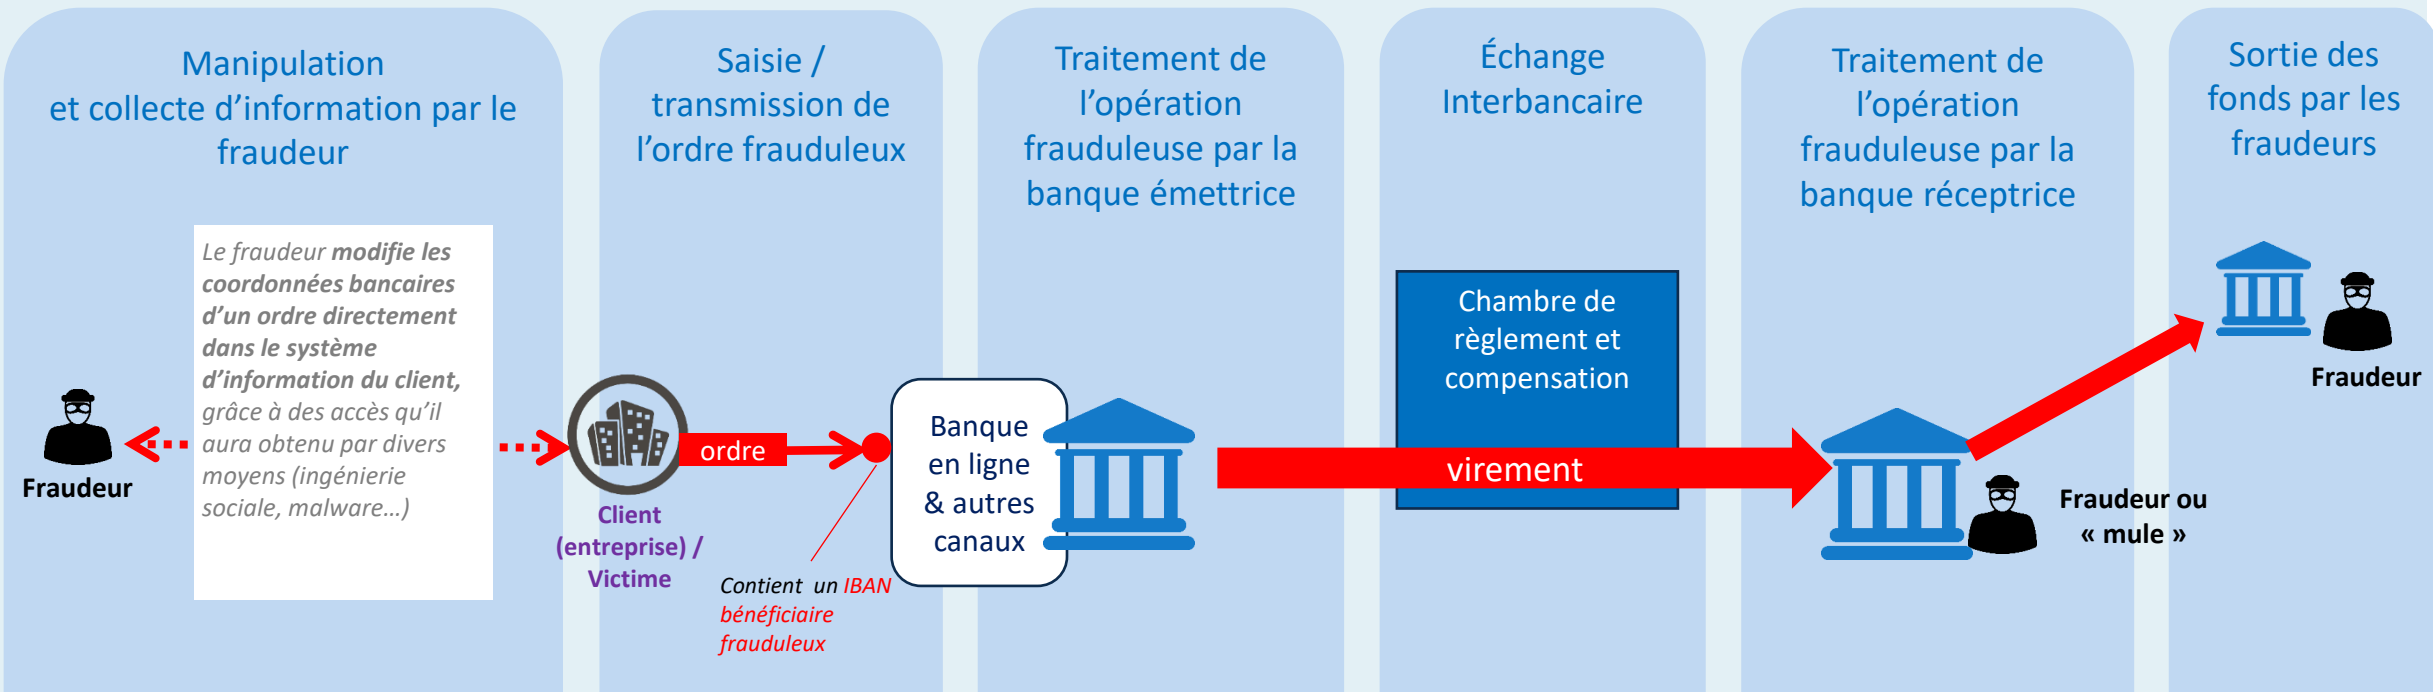 Manipulation
et collecte d’information par le
fraudeur
Le fraudeur modifie les
coordonnées bancaires
d’un ordre directement
dans le système
d’information du client,
grâce à des accès qu’il
aura obtenu par divers
moyens (ingénierie
sociale, malware…)
Fraudeur
Saisie /
transmission de
l’ordre frauduleux
Client
(entreprise) /
Victime
ordre
Contient un IBAN
bénéficiaire
frauduleux
Traitement de
l’opération
frauduleuse par la
banque émettrice
Banque
en ligne
& autres
canaux
Échange
Interbancaire
Chambre de
règlement et
compensation
virement
Traitement de
l’opération
frauduleuse par la
banque réceptrice
Fraudeur ou
« mule »
Sortie des
fonds par les
fraudeurs
Fraudeur